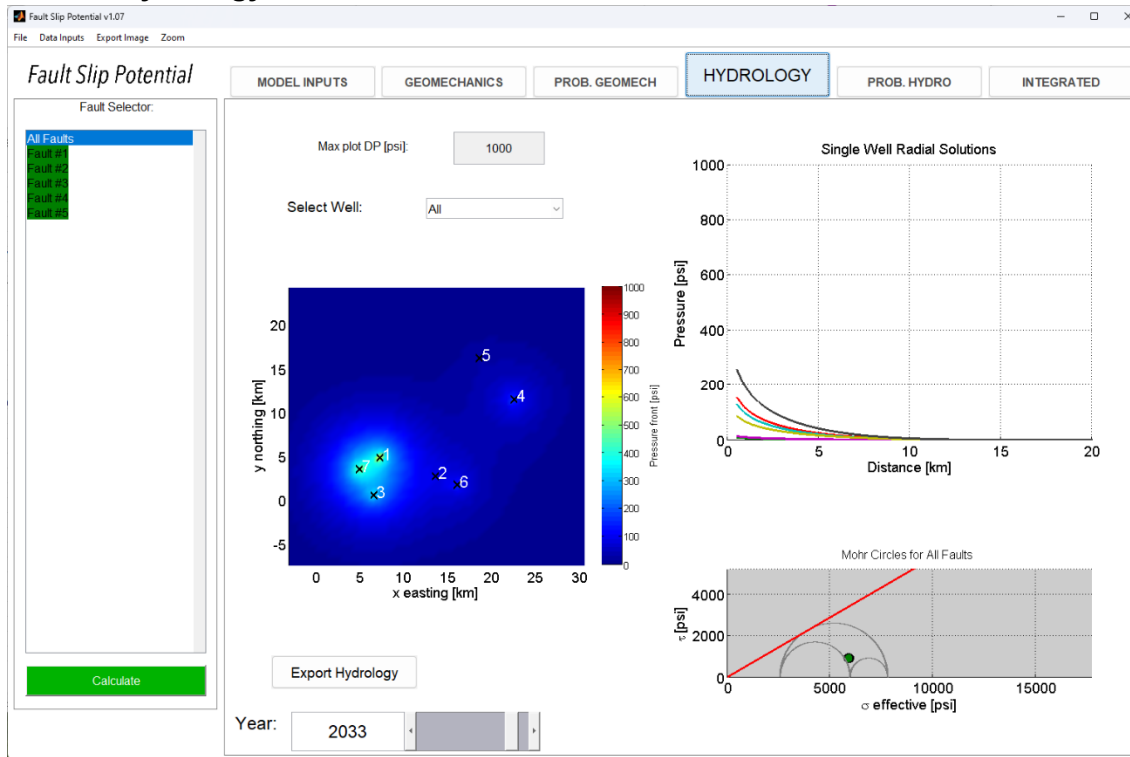 Fault Slip Potential v1.07
File Data Inputs Export Image Zoom
Fault Slip Potential
MODEL INPUTS GEOMECHANICS PROB. GEOMECH HYDROLOGY PROB. HYDRO INTEGRATED
Fault Selector:
All Faults
Fault #1
Fault #2
Fault #3
Fault #4
Fault #5
Calculate
Max plot DP [psi]: 1000
Select Well: All
20
15
10
5
0
-5
y northing [km]
0 5 10 15 20 25 30
x easting [km]
5
4
1
7
2
6
3
1000
900
800
700
600
500
400
300
200
100
0
Pressure front [psi]
Export Hydrology
Year: 2033
Single Well Radial Solutions
1000
800
600
400
200
0
Pressure [psi]
0 5 10 15 20
Distance [km]
Mohr Circles for All Faults
4000
2000
0
τ [psi]
0 5000 10000 15000
σ effective [psi]